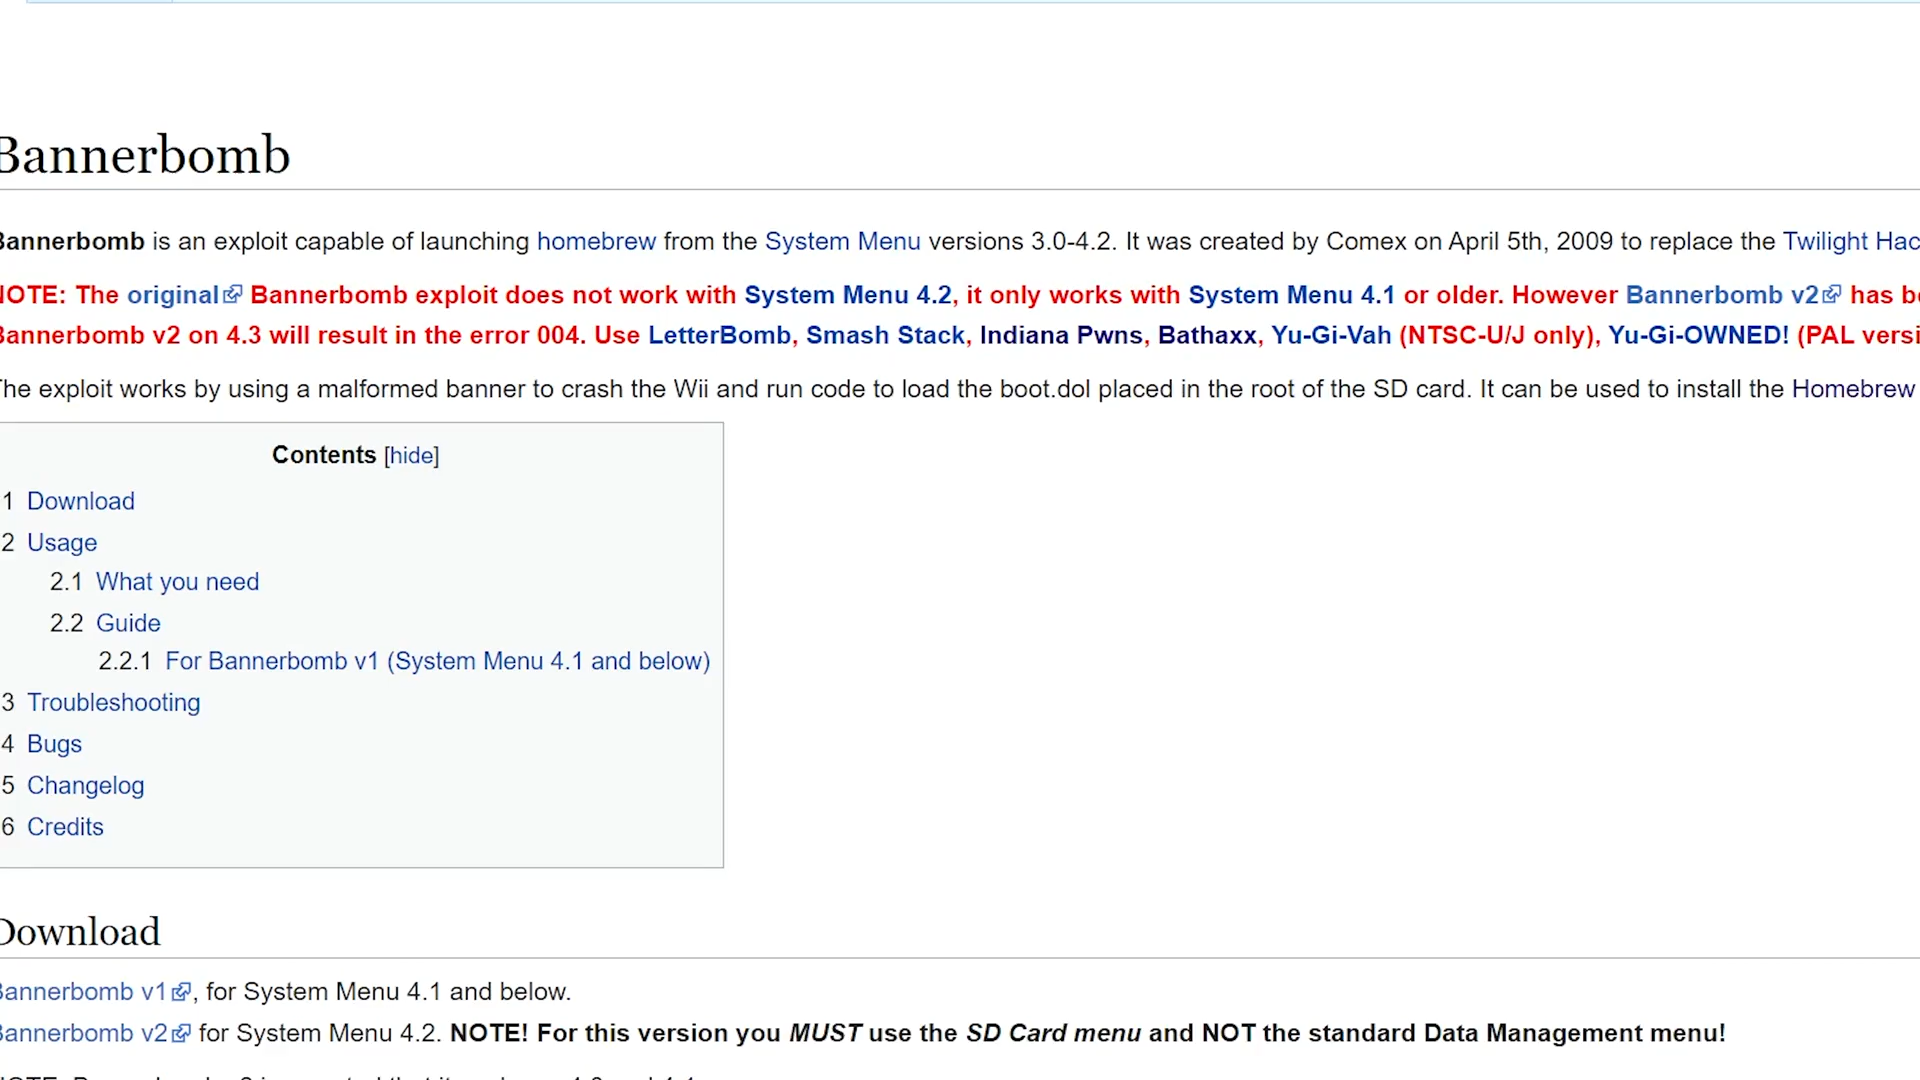 Bannerbomb
Bannerbomb is an exploit capable of launching homebrew from the System Menu versions 3.0-4.2. It was created by Comex on April 5th, 2009 to replace the Twilight Hac
NOTE: The original Bannerbomb exploit does not work with System Menu 4.2, it only works with System Menu 4.1 or older. However Bannerbomb v2 has be
Bannerbomb v2 on 4.3 will result in the error 004. Use LetterBomb, Smash Stack, Indiana Pwns, Bathaxx, Yu-Gi-Vah (NTSC-U/J only), Yu-Gi-OWNED! (PAL versi
The exploit works by using a malformed banner to crash the Wii and run code to load the boot.dol placed in the root of the SD card. It can be used to install the Homebrew
Contents [hide]
1 Download
2 Usage
2.1 What you need
2.2 Guide
2.2.1 For Bannerbomb v1 (System Menu 4.1 and below)
3 Troubleshooting
4 Bugs
5 Changelog
6 Credits
Download
Bannerbomb v1, for System Menu 4.1 and below.
Bannerbomb v2 for System Menu 4.2. NOTE! For this version you MUST use the SD Card menu and NOT the standard Data Management menu!